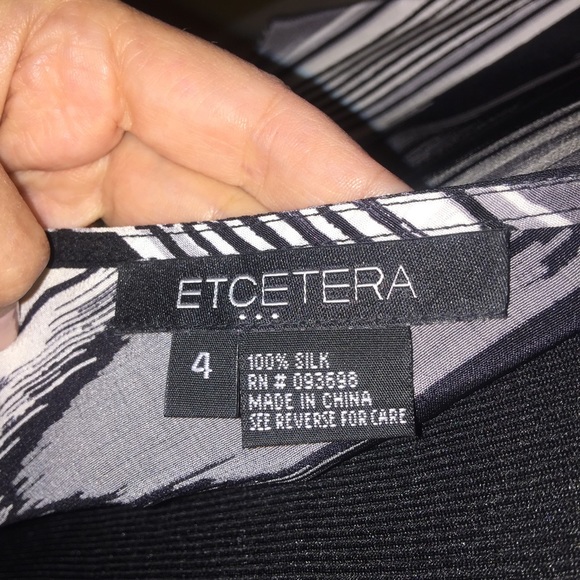 ETCETERA
...
4
100% SILK
RN # 093698
MADE IN CHINA
SEE REVERSE FOR CARE